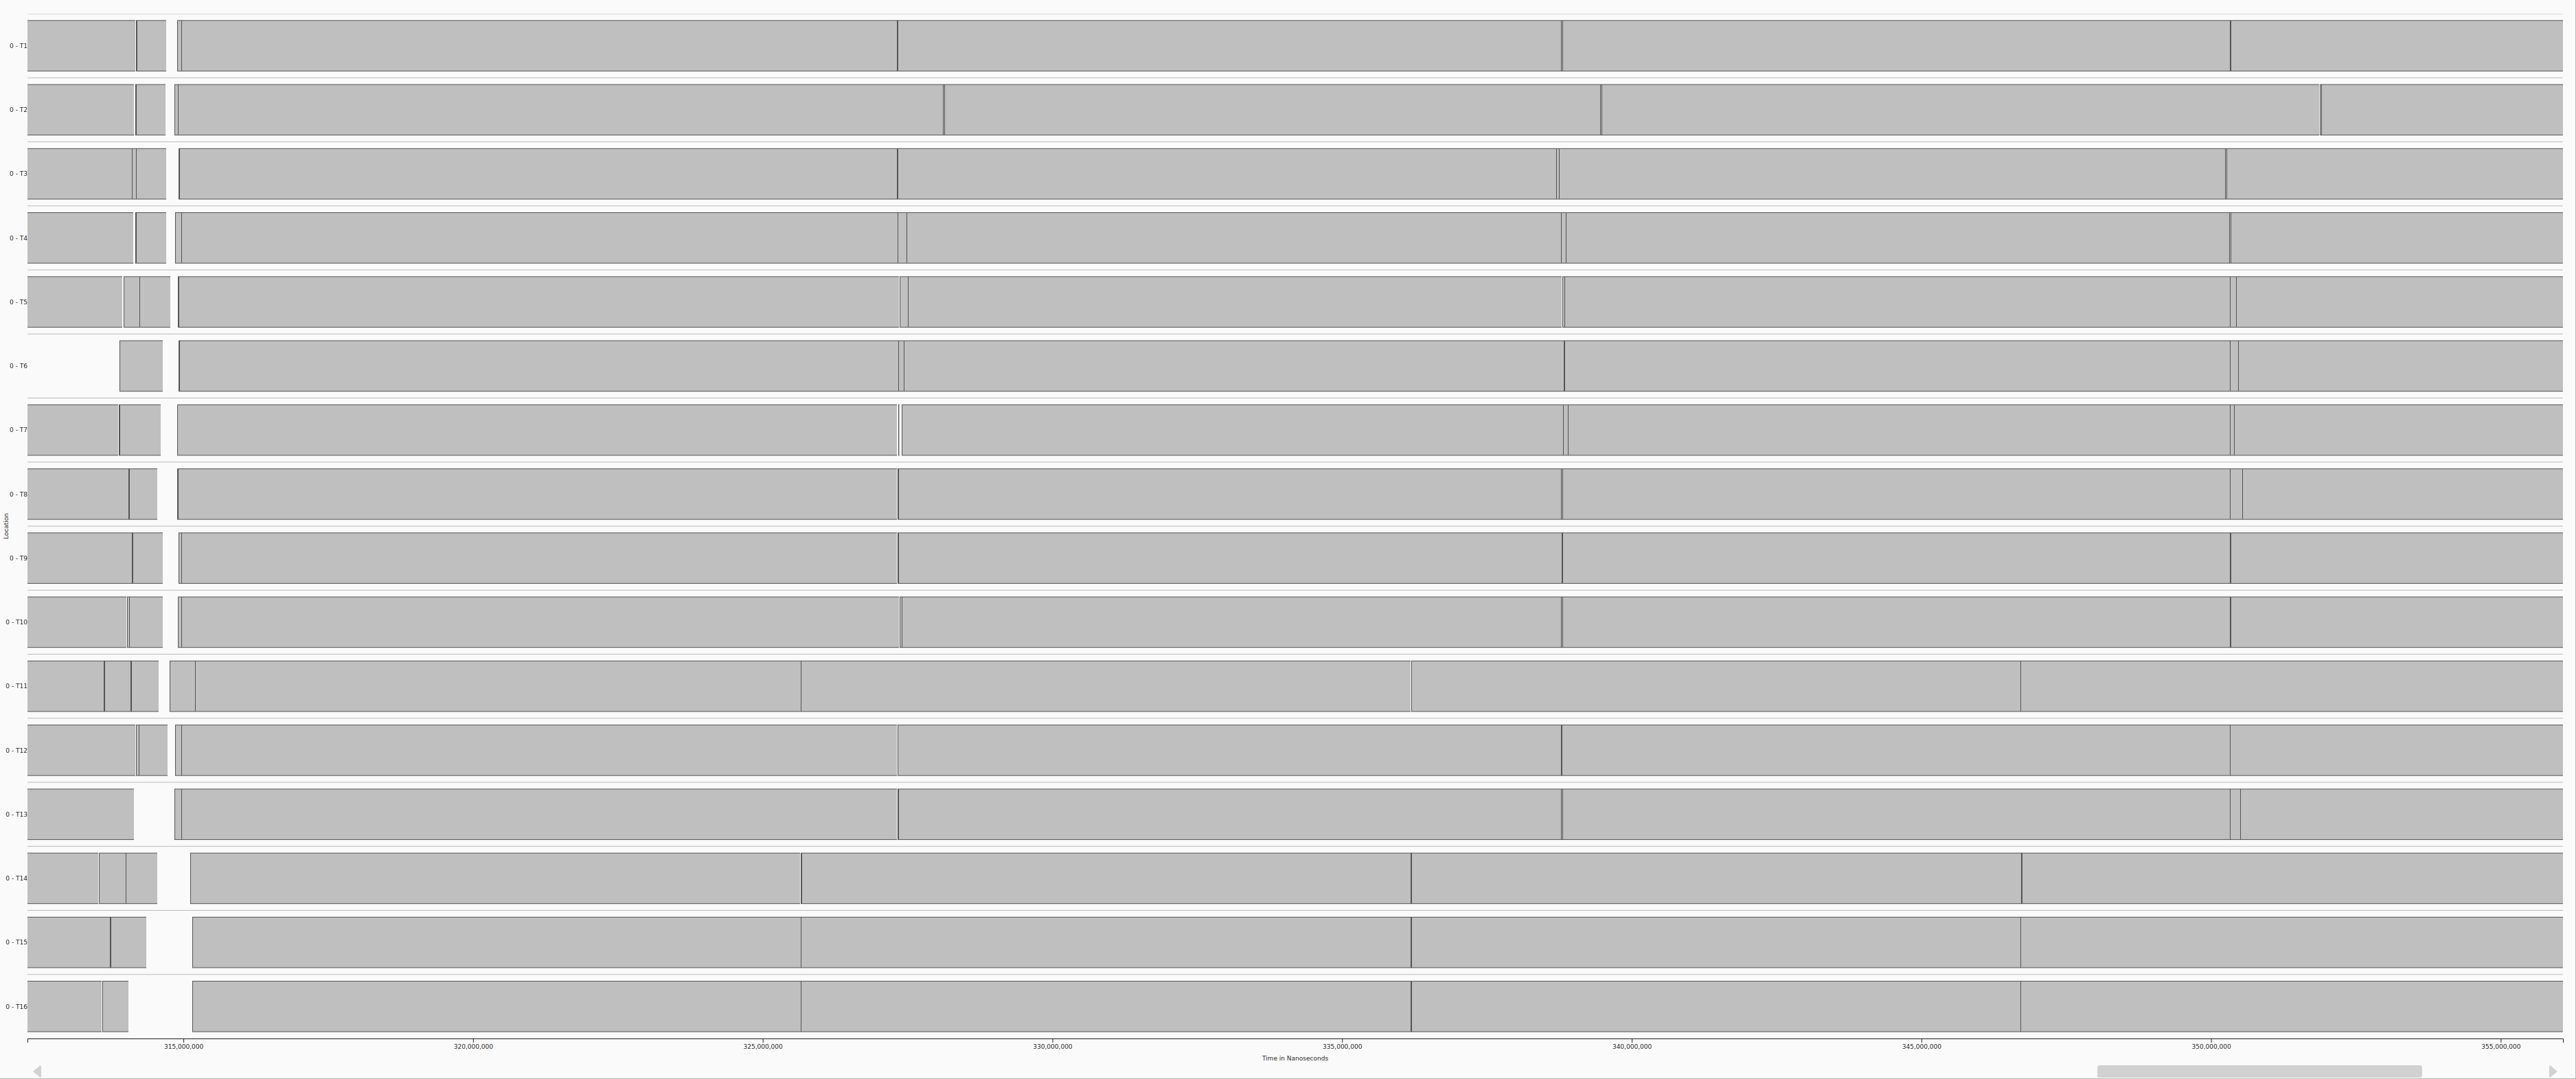 0 - T1
0 - T2
0 - T3
0 - T4
0 - T5
0 - T6
0 - T7
0 - T8
Location
0 - T9
0 - T10
0 - T11
0 - T12
0 - T13
0 - T14
0 - T15
0 - T16
315,000,000 320,000,000 325,000,000 330,000,000 335,000,000 340,000,000 345,000,000 350,000,000 355,000,000
Time in Nanoseconds